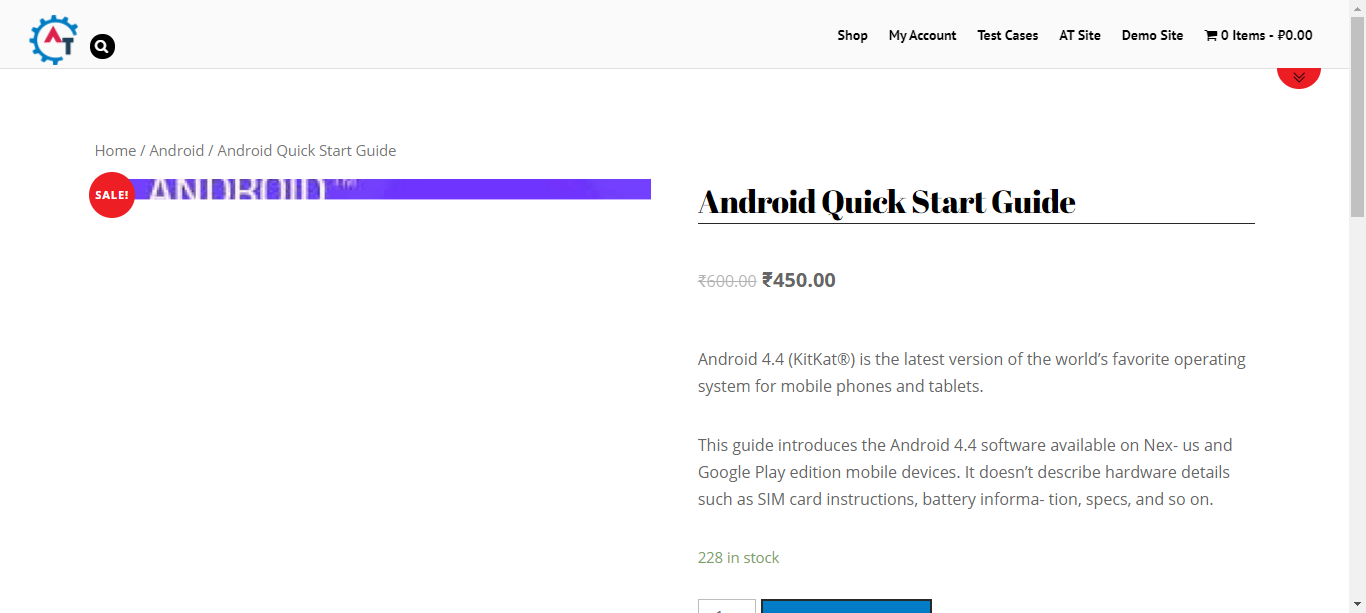 AT
Shop My Account Test Cases AT Site Demo Site 0 Items - ₽0.00
Home / Android / Android Quick Start Guide
SALE!
ANDROID™
Android Quick Start Guide
₹600.00 ₹450.00
Android 4.4 (KitKat®) is the latest version of the world’s favorite operating
system for mobile phones and tablets.
This guide introduces the Android 4.4 software available on Nex- us and
Google Play edition mobile devices. It doesn’t describe hardware details
such as SIM card instructions, battery informa- tion, specs, and so on.
228 in stock